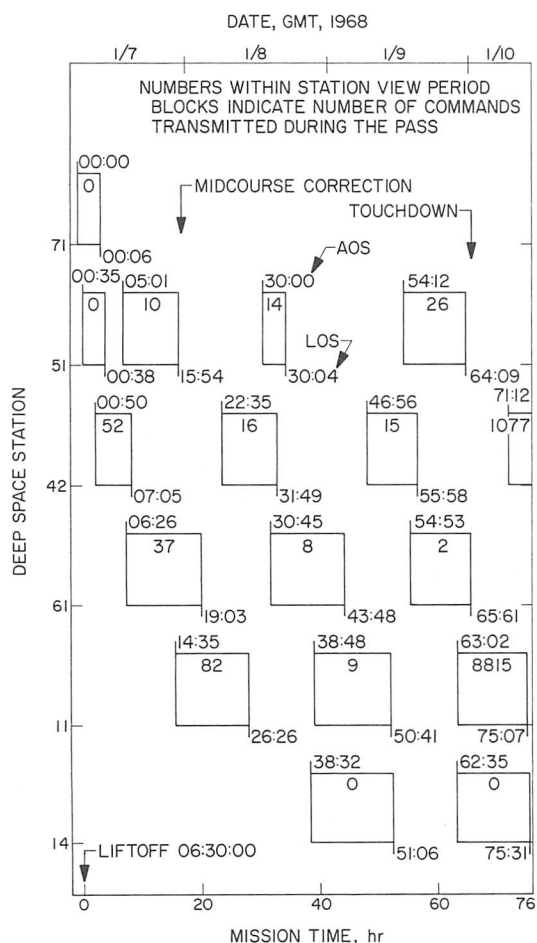 DATE, GMT, 1968
1/7 1/8 1/9 1/10
NUMBERS WITHIN STATION VIEW PERIOD
BLOCKS INDICATE NUMBER OF COMMANDS
TRANSMITTED DURING THE PASS
00:00
0
MIDCOURSE CORRECTION
TOUCHDOWN
71
00:06
AOS
00:35 05:01 30:00 54:12
0 10 14 26
LOS
51
00:38 15:54 30:04 64:09
71:12
00:50 22:35 46:56
52 16 15 1077
42
07:05 31:49 55:58
06:26 30:45 54:53
37 8 2
61
19:03 43:48 65:61
14:35 38:48 63:02
82 9 8815
11
26:26 50:41 75:07
38:32 62:35
0 0
14
LIFTOFF 06:30:00
51:06 75:31
0 20 40 60 76
MISSION TIME, hr
DEEP SPACE STATION